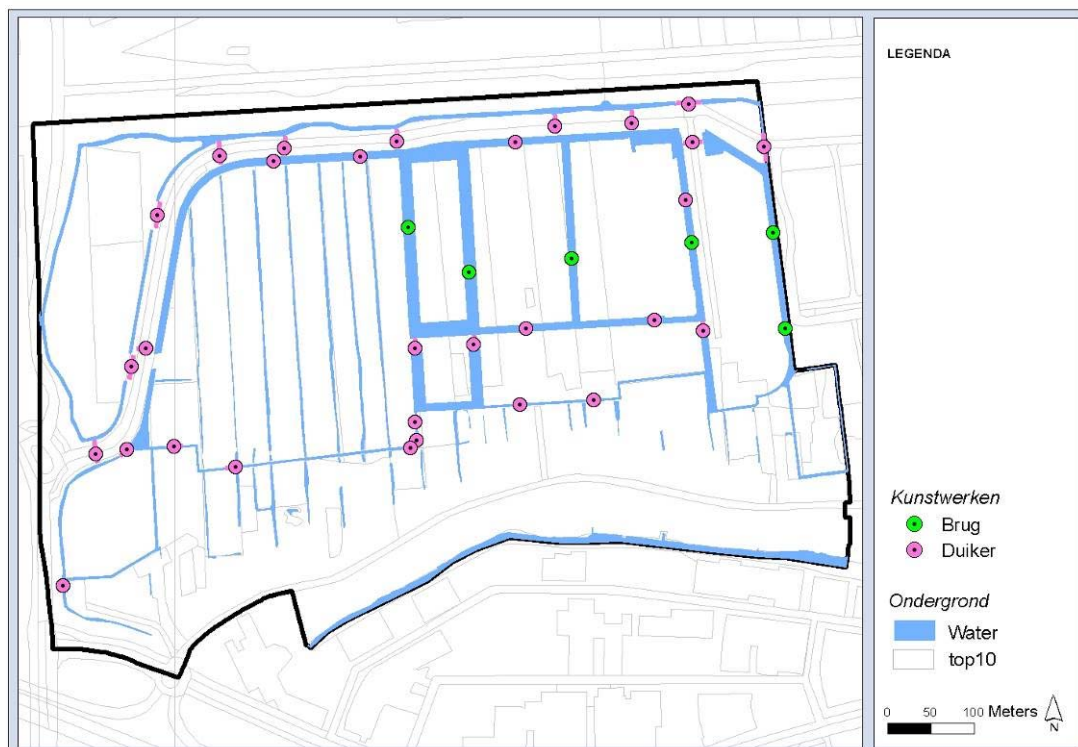 LEGENDA
Kunstwerken
Brug
Duiker
Ondergrond
Water
top10
0 50 100 Meters
N